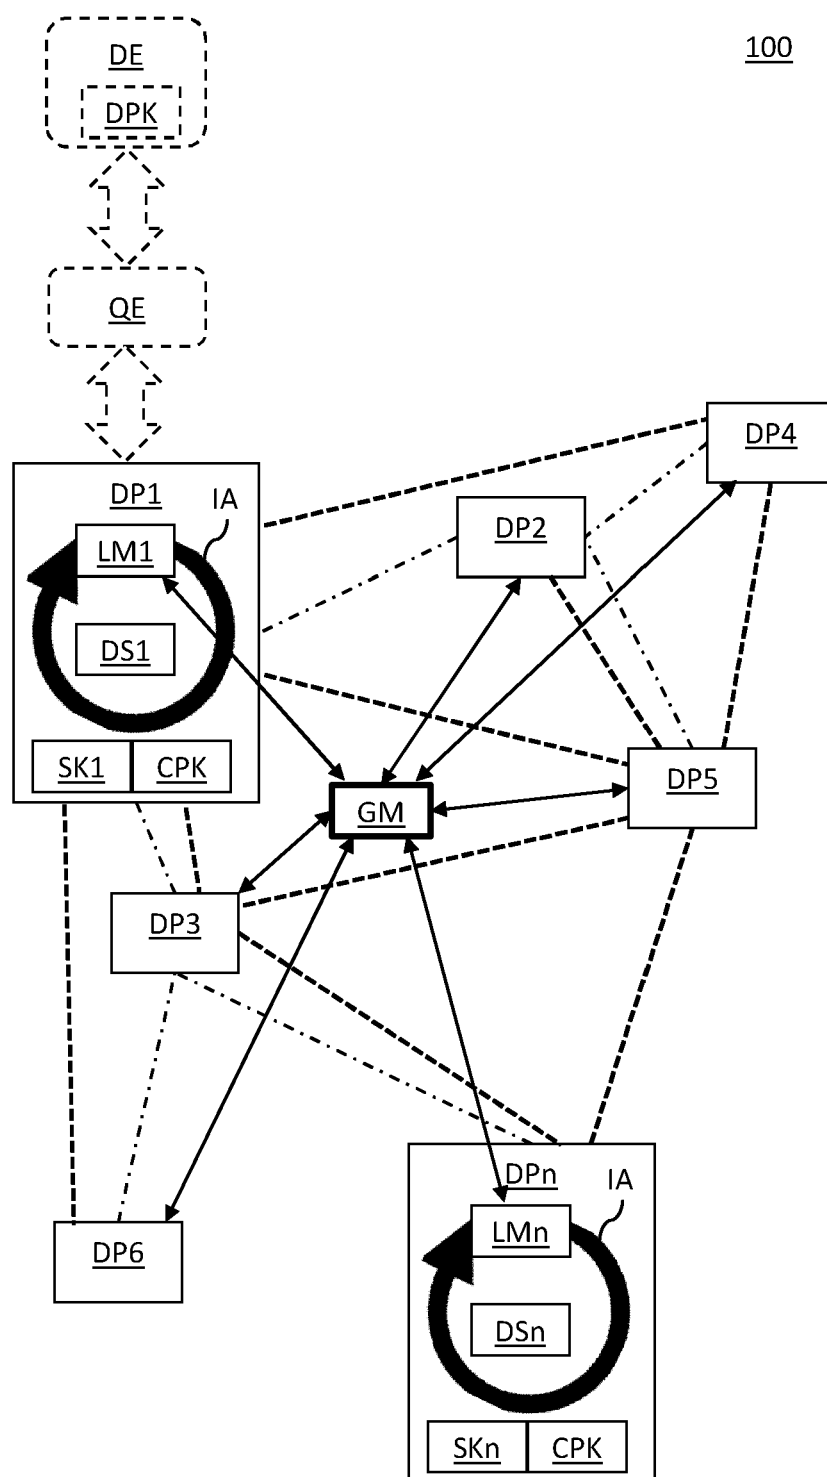 100
DE
DPK
QE
DP4
DP1
IA
DP2
LM1
DS1
SK1 CPK
DP5
GM
DP3
DPn
IA
LMn
DP6
DSn
SKn CPK